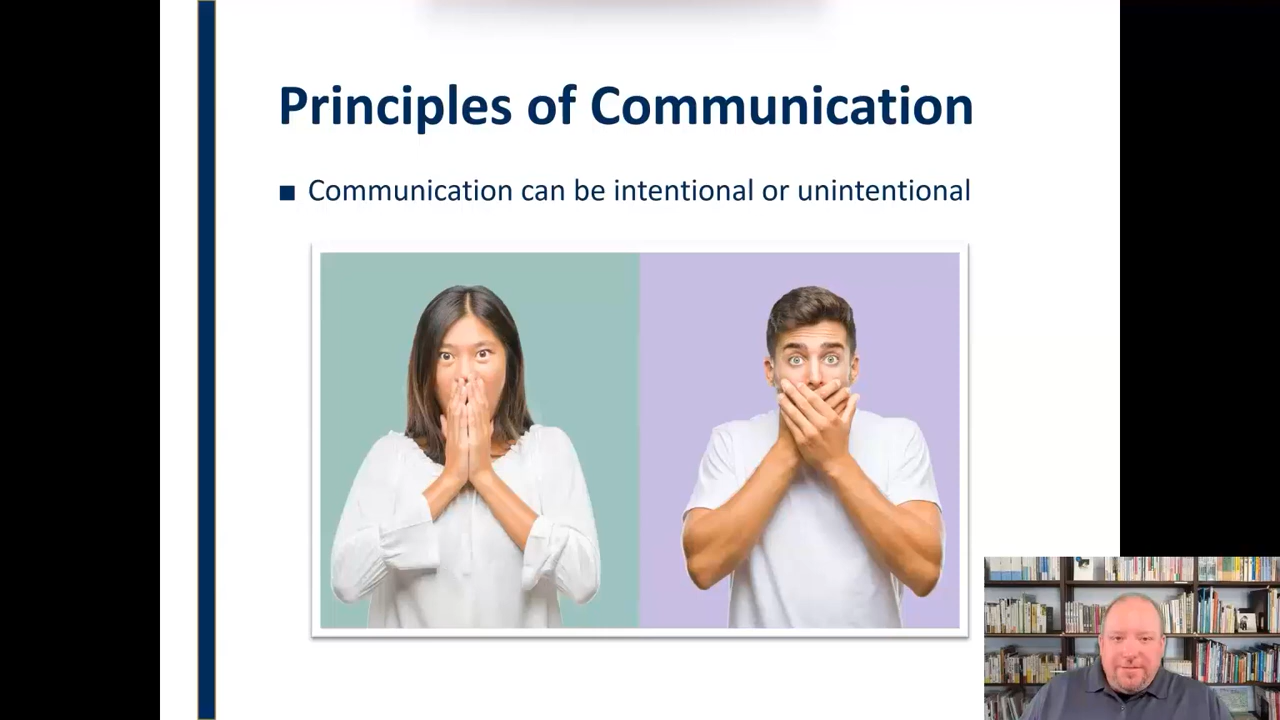 Principles of Communication
■ Communication can be intentional or unintentional